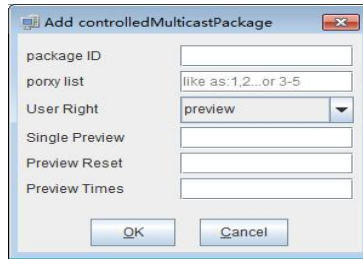 Add controlledMulticastPackage
package ID
porxy list
like as:1,2...or 3-5
User Right
preview
Single Preview
Preview Reset
Preview Times
OK
Cancel